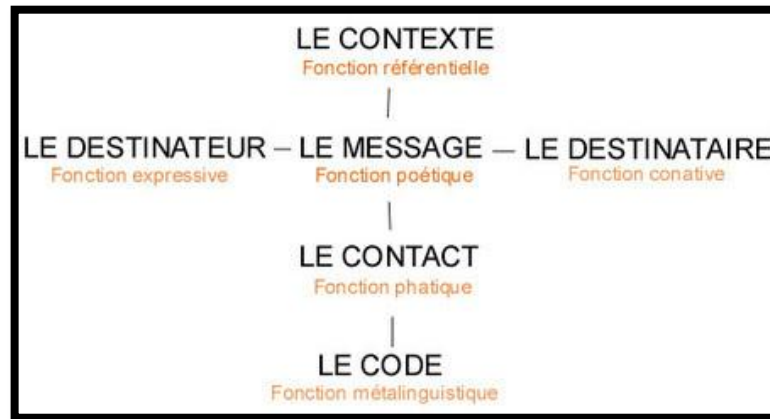 LE CONTEXTE
Fonction référentielle
LE DESTINATEUR – LE MESSAGE – LE DESTINATAIRE
Fonction expressive Fonction poétique Fonction conative
LE CONTACT
Fonction phatique
LE CODE
Fonction métalinguistique